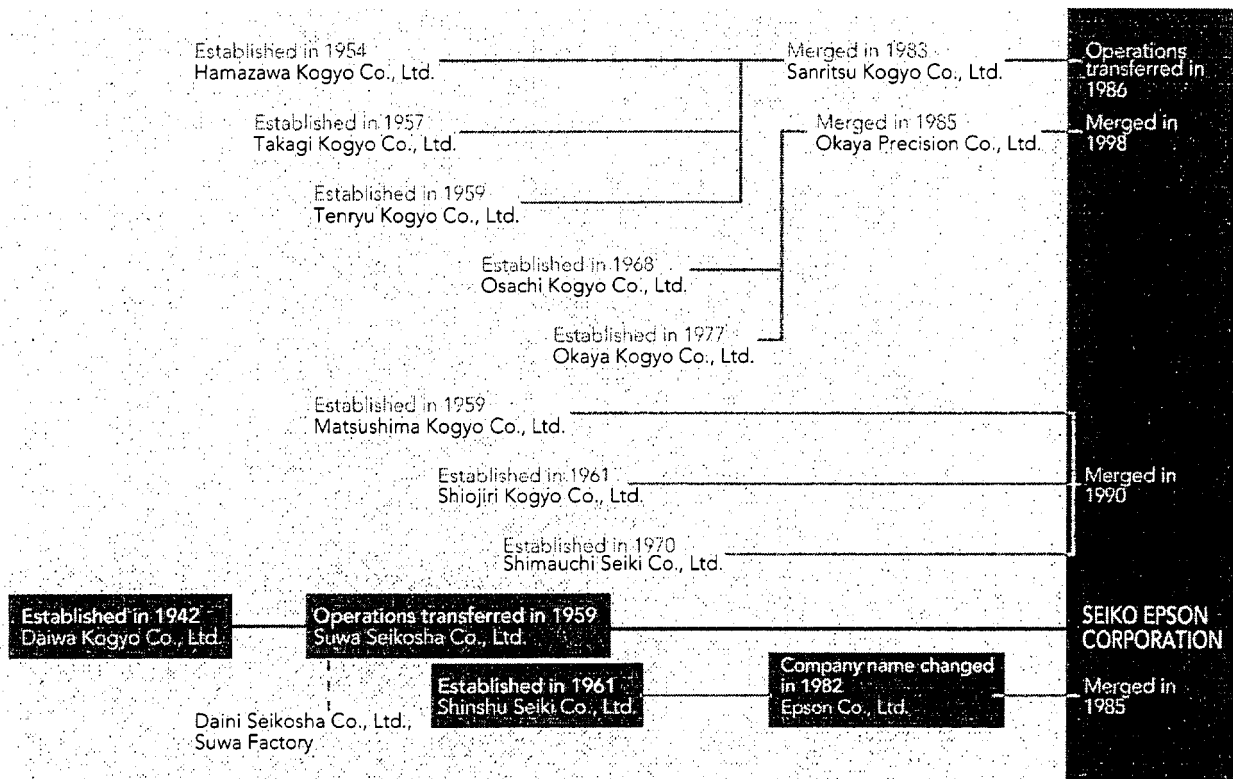 Established in 1954
Hamazawa Kogyo Co., Ltd.
Merged in 1983
Sanritsu Kogyo Co., Ltd.
Operations
transferred in
1986
Established in 1957
Takagi Kogyo Co., Ltd.
Merged in 1985
Okaya Precision Co., Ltd.
Merged in
1998
Established in 1959
Tenryu Kogyo Co., Ltd.
Established in 1968
Osachi Kogyo Co., Ltd.
Established in 1977
Okaya Kogyo Co., Ltd.
Established in 1959
Matsushima Kogyo Co., Ltd.
Established in 1961
Shiojiri Kogyo Co., Ltd.
Merged in
1990
Established in 1970
Shimauchi Seiki Co., Ltd.
Established in 1942
Daiwa Kogyo Co., Ltd.
Operations transferred in 1959
Suwa Seikosha Co., Ltd.
SEIKO EPSON
CORPORATION
Established in 1961
Shinshu Seiki Co., Ltd.
Company name changed
in 1982
Epson Co., Ltd.
Merged in
1985
Daini Seikosha Co., Ltd.,
Suwa Factory